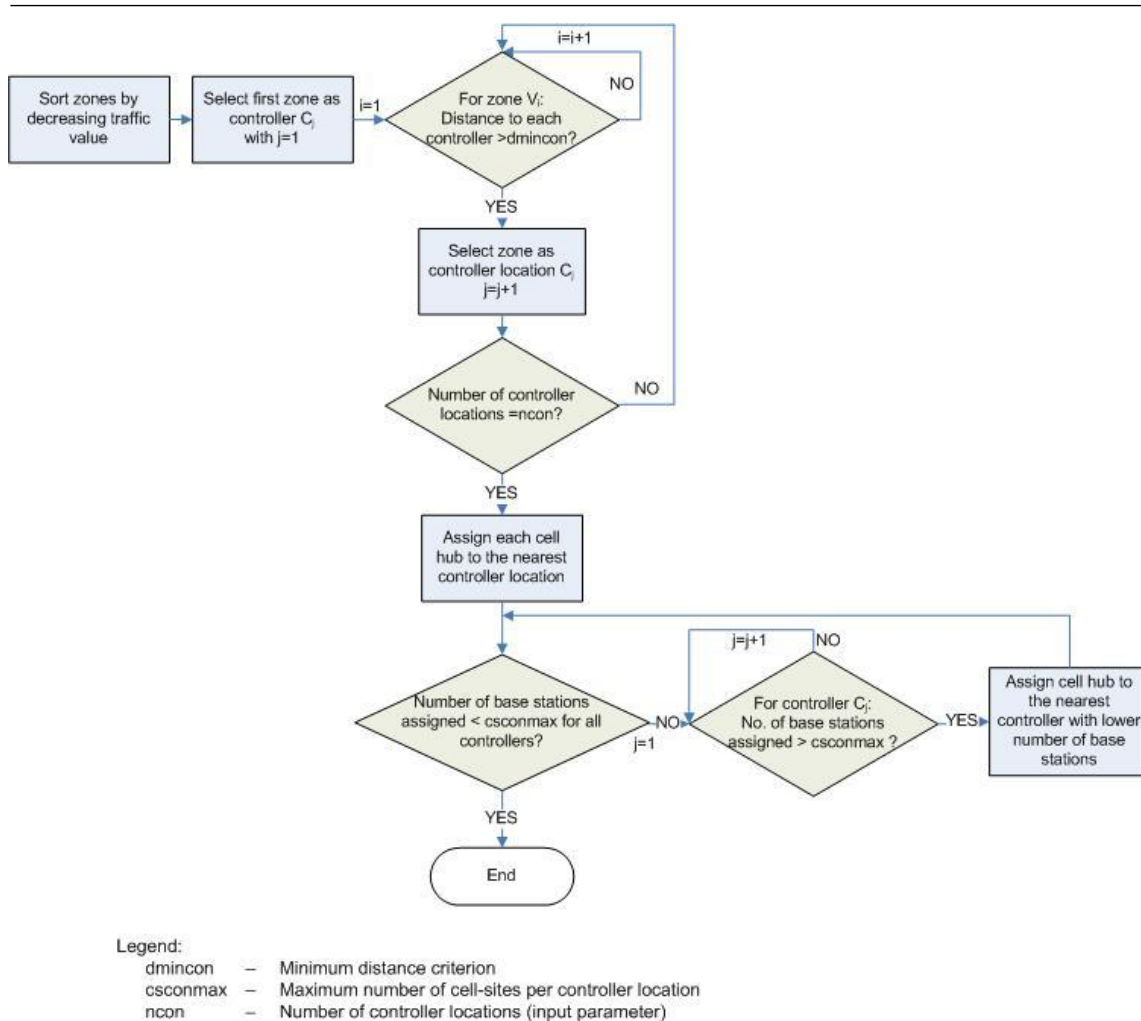 Sort zones by
decreasing traffic
value
Select first zone as
controller Cj
with j=1
i=1
i=i+1
For zone Vi:
Distance to each
controller >dmincon?
NO
YES
Select zone as
controller location Cj
j=j+1
Number of controller
locations =ncon?
NO
YES
Assign each cell
hub to the nearest
controller location
Number of base stations
assigned < csconmax for all
controllers?
NO
j=1
j=j+1
NO
For controller Cj:
No. of base stations
assigned > csconmax ?
YES
Assign cell hub to
the nearest
controller with lower
number of base
stations
YES
End
Legend:
dmincon – Minimum distance criterion
csconmax – Maximum number of cell-sites per controller location
ncon – Number of controller locations (input parameter)